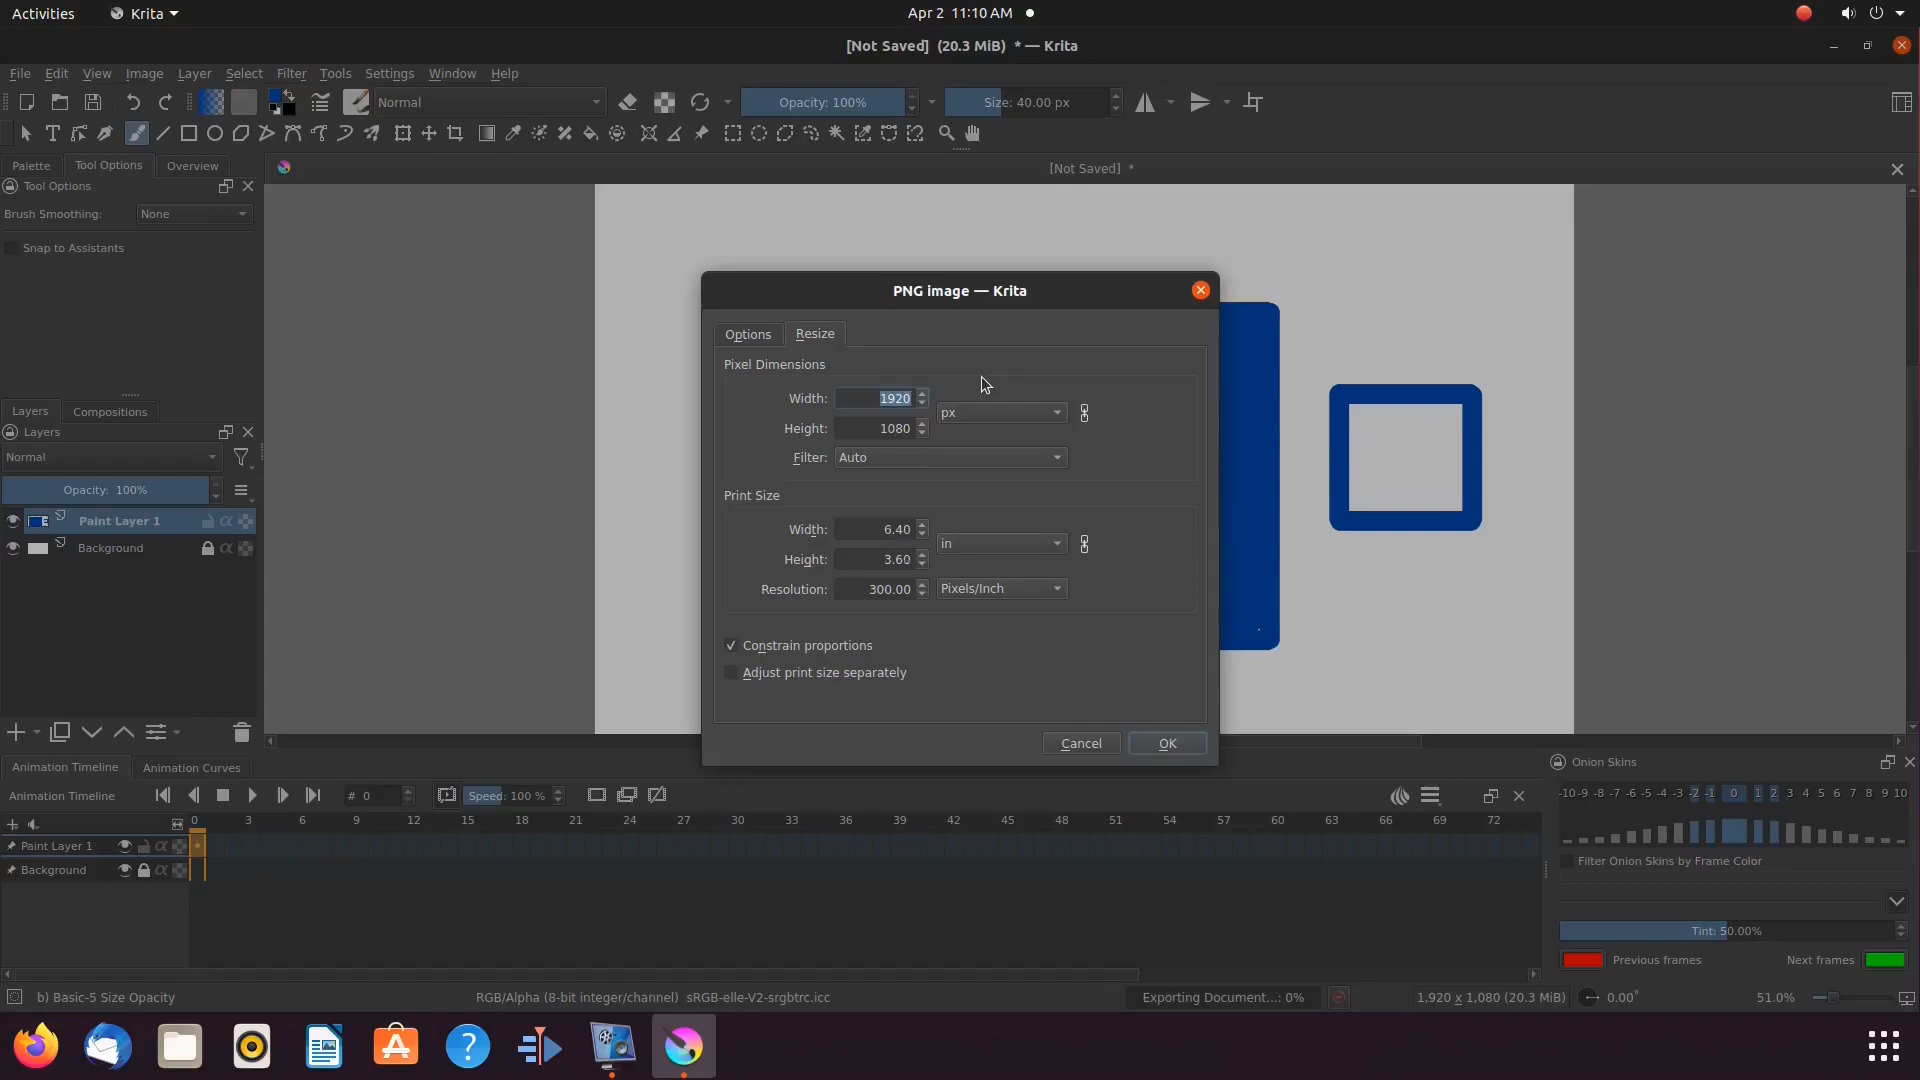 Activities Krita Apr 2 11:10 AM
[Not Saved] (20.3 MiB) * — Krita
File Edit View Image Layer Select Filter Tools Settings Window Help
Normal Opacity: 100% Size: 40.00 px
Palette Tool Options Overview
[Not Saved] *
Tool Options
Brush Smoothing: None
Snap to Assistants
PNG image — Krita
Options Resize
Pixel Dimensions
Width: 1920
px
Height: 1080
Filter: Auto
Print Size
Width: 6.40
in
Height: 3.60
Resolution: 300.00 Pixels/Inch
Constrain proportions
Adjust print size separately
Cancel OK
Layers Compositions
Layers
Normal
Opacity: 100%
Paint Layer 1
Background
Animation Timeline Animation Curves
Animation Timeline # 0 Speed: 100 %
0 3 6 9 12 15 18 21 24 27 30 33 36 39 42 45 48 51 54 57 60 63 66 69 72
Paint Layer 1
Background
Onion Skins
-10 -9 -8 -7 -6 -5 -4 -3 -2 -1 0 1 2 3 4 5 6 7 8 9 10
Filter Onion Skins by Frame Color
Tint: 50.00%
Previous frames Next frames
b) Basic-5 Size Opacity RGB/Alpha (8-bit integer/channel) sRGB-elle-V2-srgbtrc.icc Exporting Document...: 0% 1,920 x 1,080 (20.3 MiB) 0.00° 51.0%